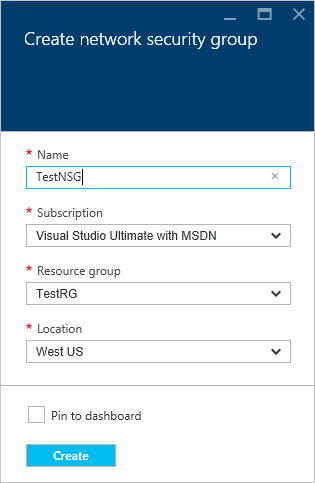 Create network security group
* Name
TestNSG
* Subscription
Visual Studio Ultimate with MSDN
* Resource group
TestRG
* Location
West US
Pin to dashboard
Create